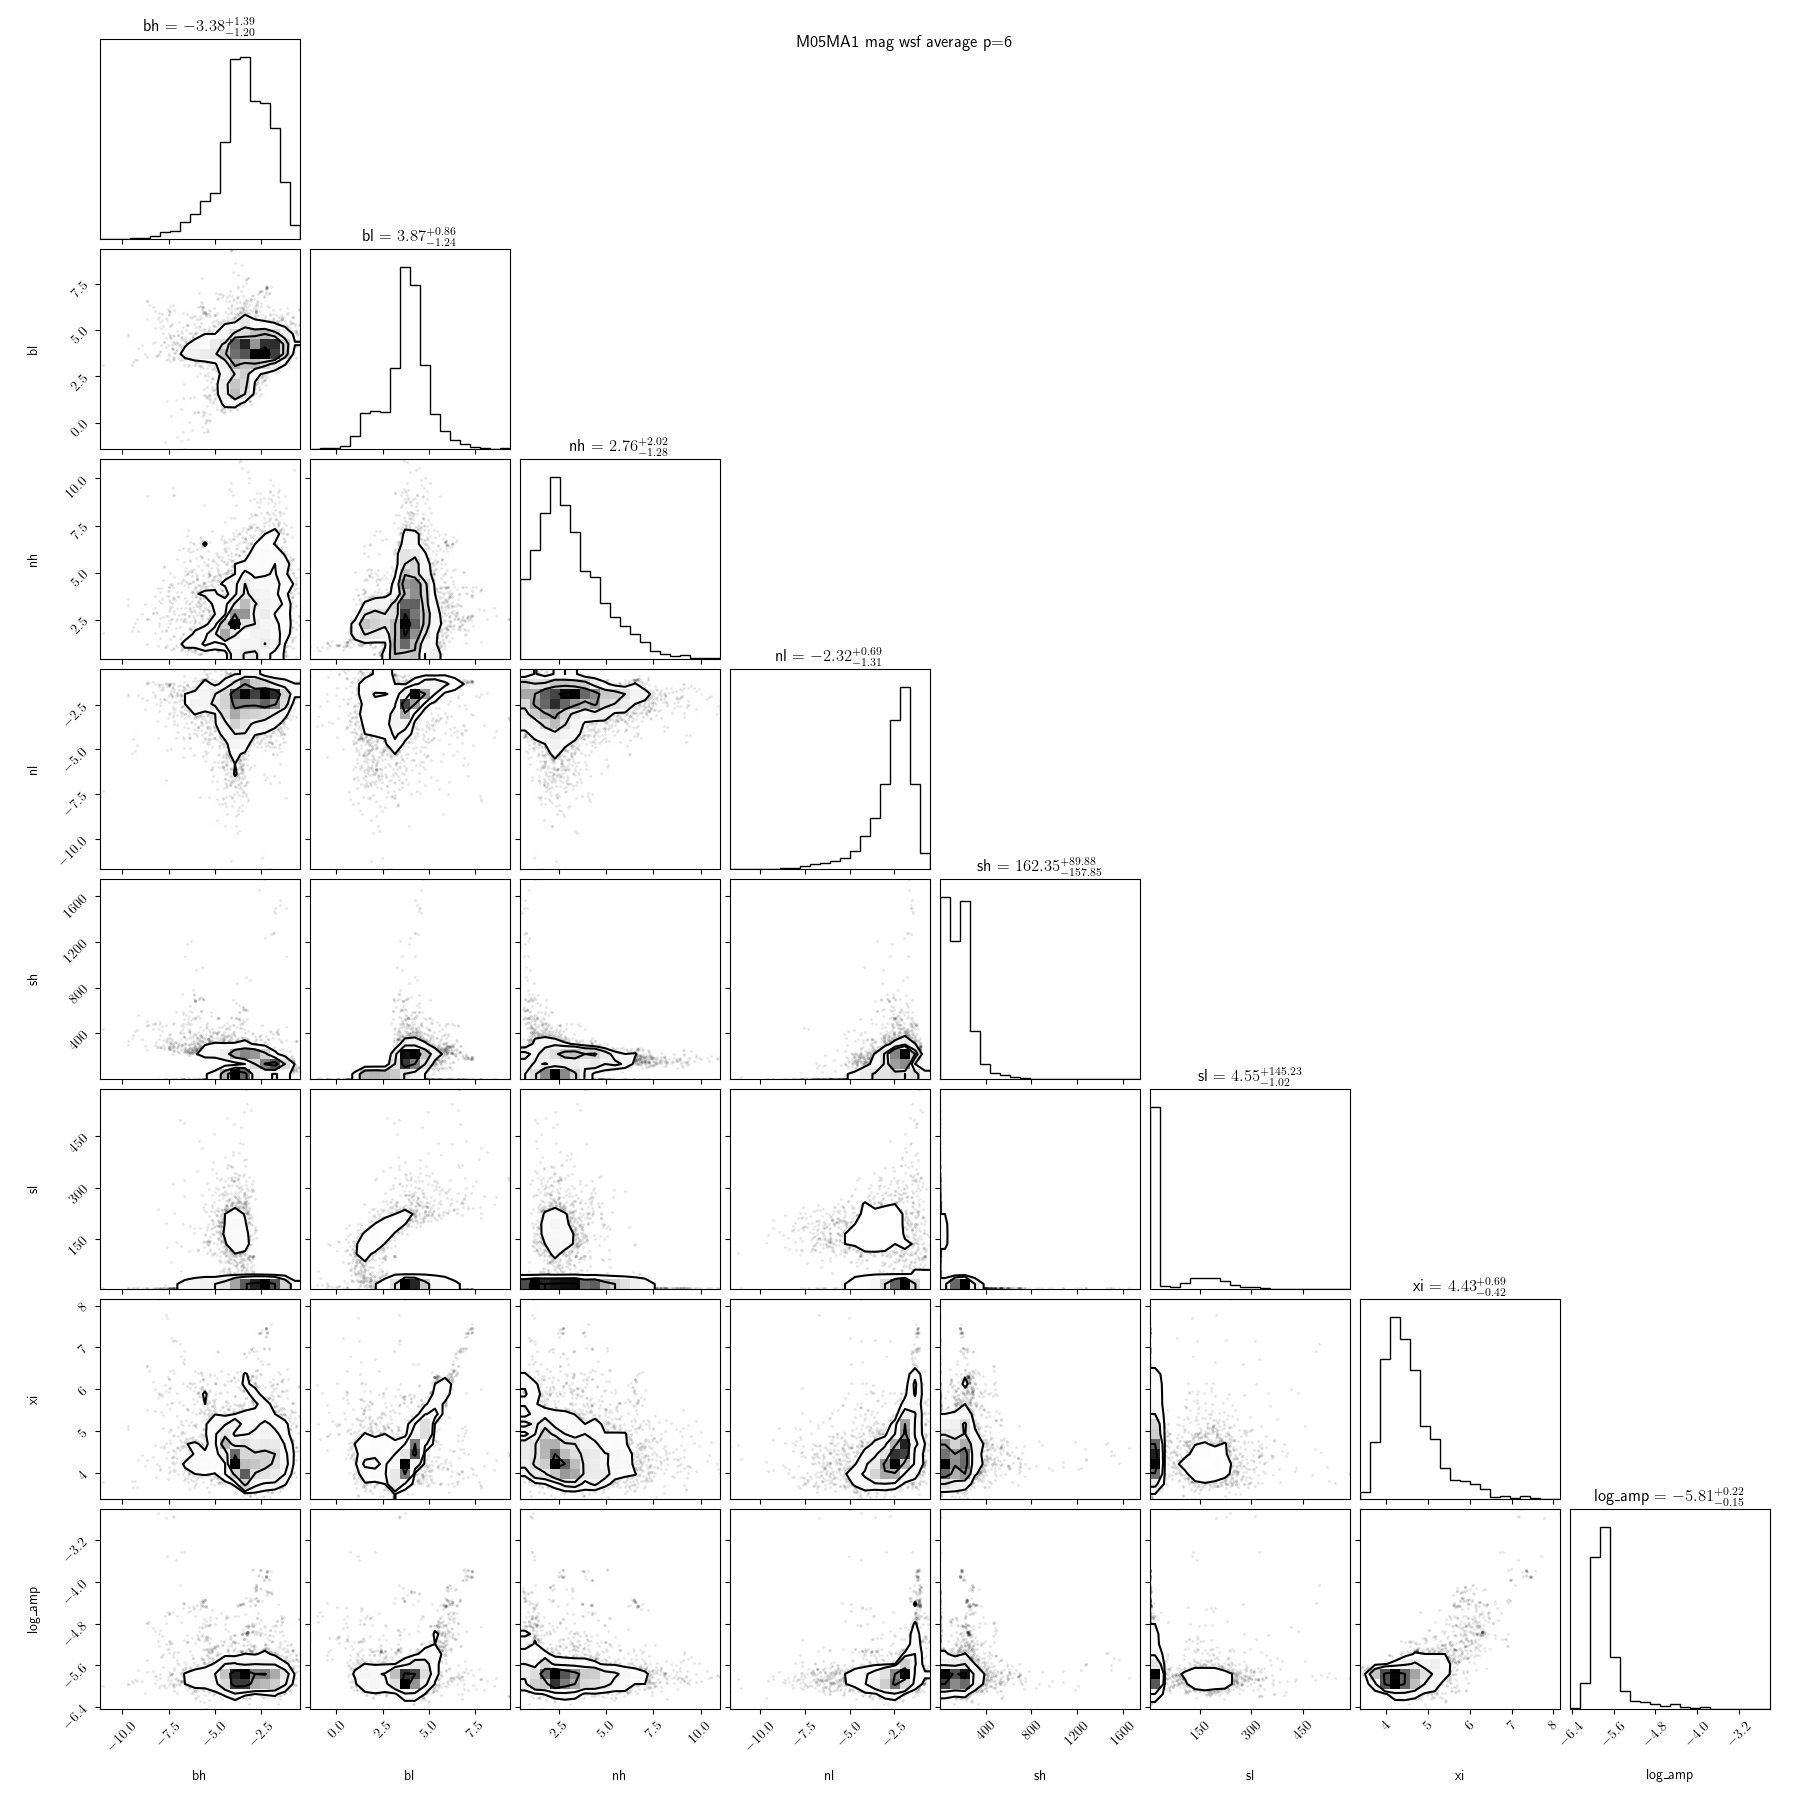 M05MA1 mag wsf average p=6
bh = −3.38 +1.39 −1.20
bl = 3.87 +0.86 −1.24
7.5
5.0
2.5
0.0
bl
nh = 2.76 +2.02 −1.28
10.0
7.5
5.0
2.5
nh
nl = −2.32 +0.69 −1.31
−2.5
−5.0
−7.5
−10.0
nl
sh = 162.35 +89.88 −157.85
1600
1200
800
400
sh
sl = 4.55 +145.23 −1.02
450
300
150
sl
xi = 4.43 +0.69 −0.42
8
7
6
5
4
xi
log_amp = −5.81 +0.22 −0.15
−3.2
−4.0
−4.8
−5.6
−6.4
log_amp
−10.0 −7.5 −5.0 −2.5 0.0 2.5 5.0 7.5 2.5 5.0 7.5 10.0 −10.0 −7.5 −5.0 −2.5 400 800 1200 1600 150 300 450 4 5 6 7 8 −6.4 −5.6 −4.8 −4.0 −3.2
bh bl nh nl sh sl xi log_amp